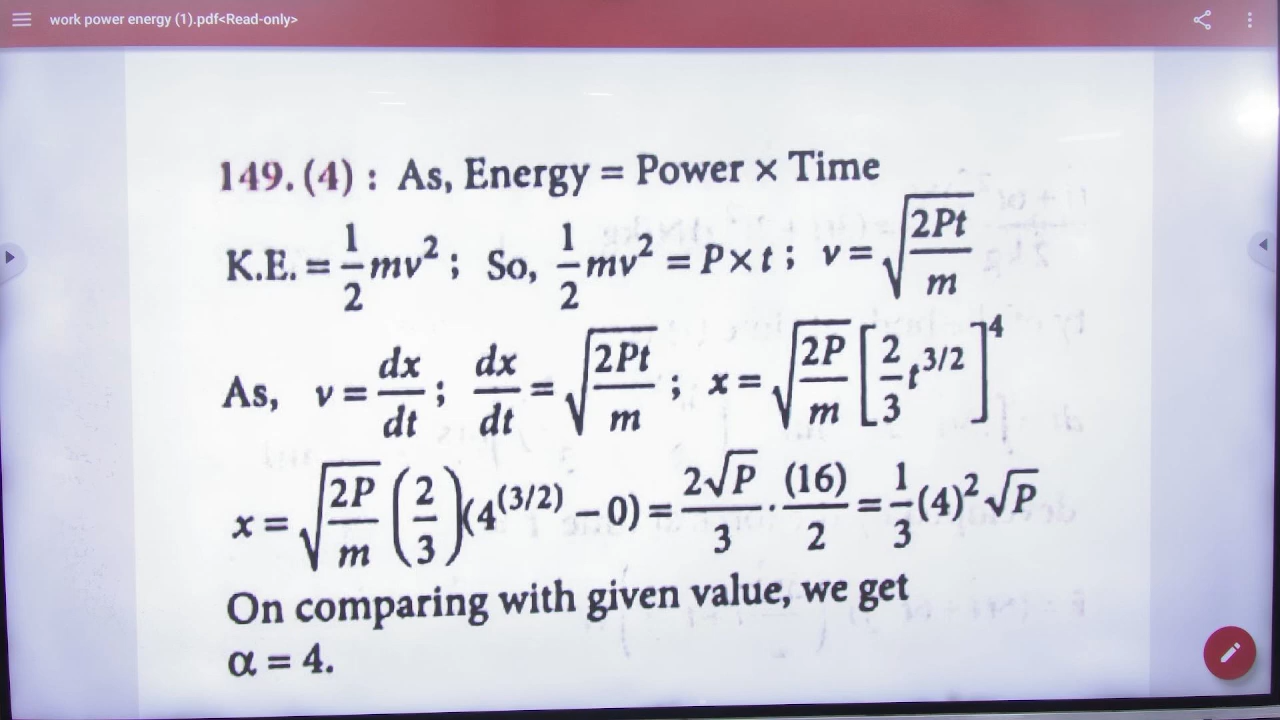 work power energy (1).pdf<Read-only>
149. (4) : As, Energy = Power × Time
K.E. = 1/2 mv² ; So, 1/2 mv² = P × t ; v = √(2Pt/m)
As, v = dx/dt ; dx/dt = √(2Pt/m) ; x = √(2P/m) [2/3 t^(3/2)]⁴
x = √(2P/m) (2/3)(4^(3/2) − 0) = 2√P/3 · (16)/2 = 1/3 (4)² √P
On comparing with given value, we get
α = 4.